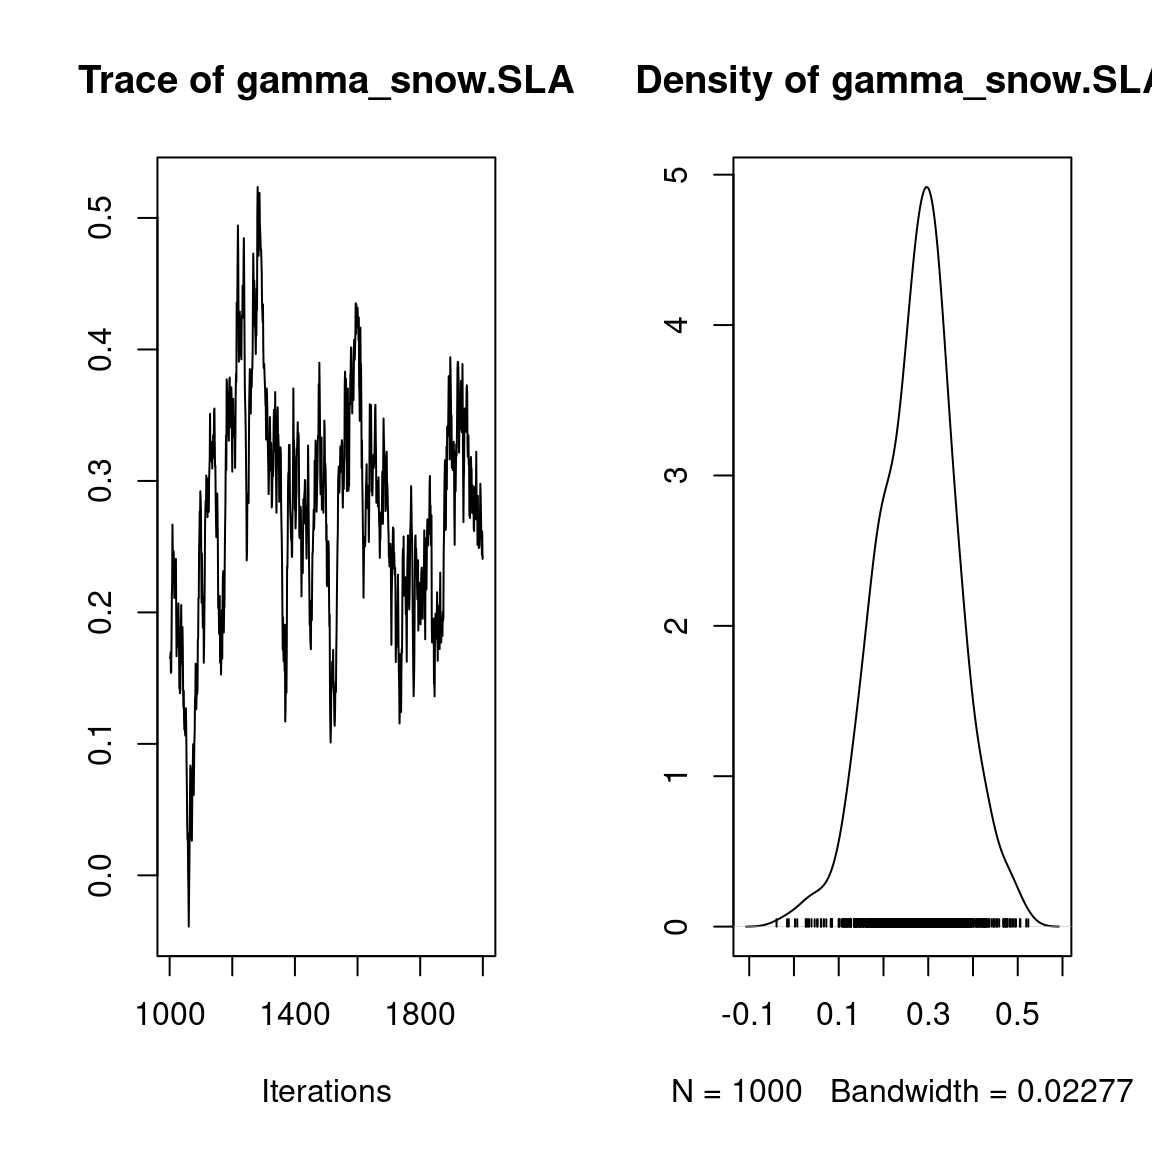 Trace of gamma_snow.SLA
0.5
0.4
0.3
0.2
0.1
0.0
1000 1400 1800
Iterations
Density of gamma_snow.SLA
5
4
3
2
1
0
-0.1 0.1 0.3 0.5
N = 1000 Bandwidth = 0.02277